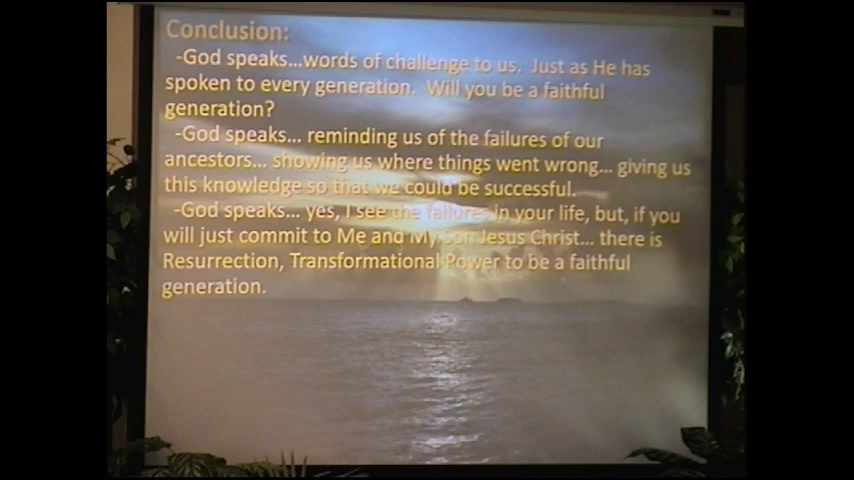 Conclusion:
-God speaks...words of challenge to us. Just as He has
spoken to every generation. Will you be a faithful
generation?
-God speaks... reminding us of the failures of our
ancestors... showing us where things went wrong... giving us
this knowledge so that we could be successful.
-God speaks... yes, I see the failures in your life, but, if you
will just commit to Me and My Son Jesus Christ... there is
Resurrection, Transformational Power to be a faithful
generation.